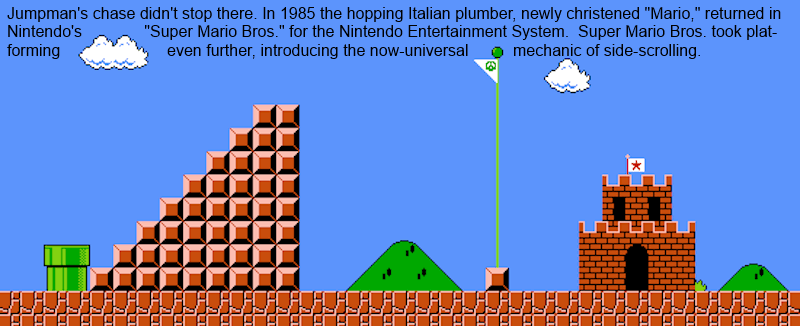 Jumpman's chase didn't stop there. In 1985 the hopping Italian plumber, newly christened "Mario," returned in
Nintendo's "Super Mario Bros." for the Nintendo Entertainment System.  Super Mario Bros. took plat-
forming even further, introducing the now-universal mechanic of side-scrolling.